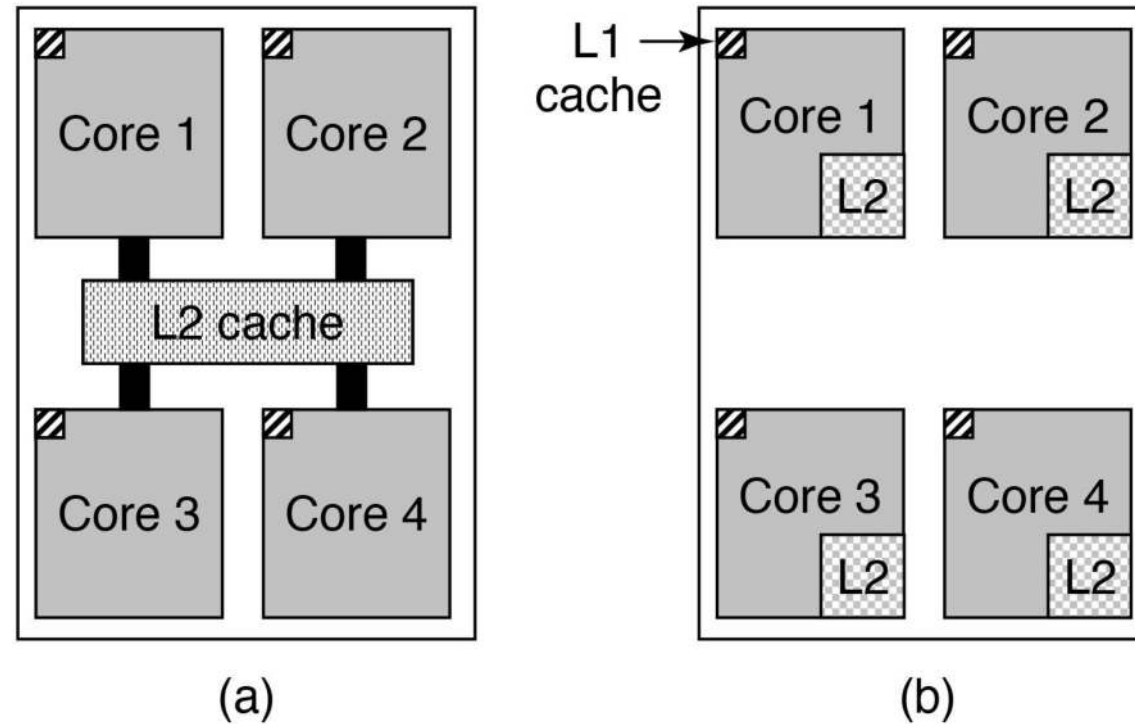 Core 1
Core 2
L2 cache
Core 3
Core 4
(a)
L1
cache
Core 1
L2
Core 2
L2
Core 3
L2
Core 4
L2
(b)